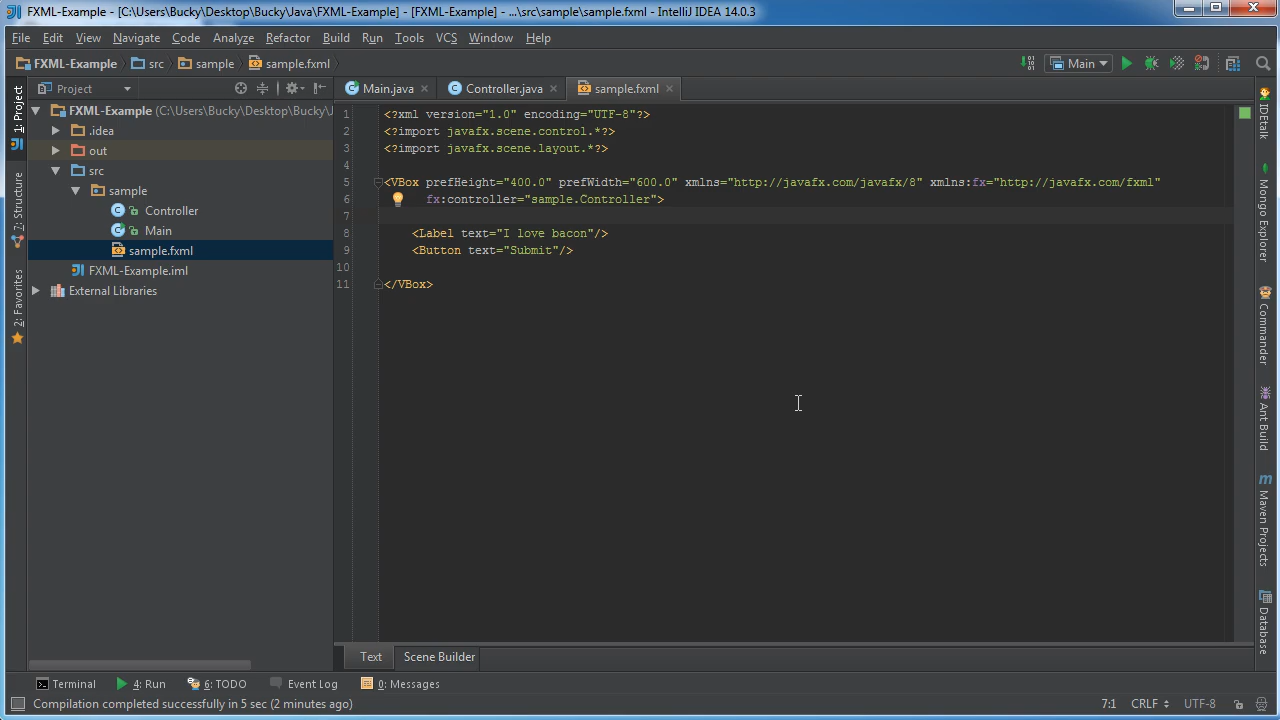 FXML-Example - [C:\Users\Bucky\Desktop\Bucky\Java\FXML-Example] - [FXML-Example] - ...\src\sample\sample.fxml - IntelliJ IDEA 14.0.3
File Edit View Navigate Code Analyze Refactor Build Run Tools VCS Window Help
FXML-Example src sample sample.fxml Main
Project Main.java Controller.java sample.fxml
FXML-Example (C:\Users\Bucky\Desktop\Bucky\J
.idea
out
src
sample
Controller
Main
sample.fxml
FXML-Example.iml
External Libraries
1: Project
7: Structure
2: Favorites
1 <?xml version="1.0" encoding="UTF-8"?>
2 <?import javafx.scene.control.*?>
3 <?import javafx.scene.layout.*?>
4
5 <VBox prefHeight="400.0" prefWidth="600.0" xmlns="http://javafx.com/javafx/8" xmlns:fx="http://javafx.com/fxml"
6 fx:controller="sample.Controller">
7
8 <Label text="I love bacon"/>
9 <Button text="Submit"/>
10
11 </VBox>
IDEtalk
Mongo Explorer
Commander
Ant Build
m Maven Projects
Database
Text Scene Builder
Terminal 4: Run 6: TODO Event Log 0: Messages
Compilation completed successfully in 5 sec (2 minutes ago) 7:1 CRLF UTF-8